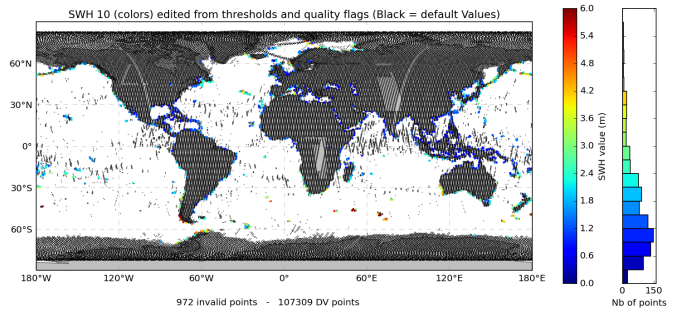 SWH 10 (colors) edited from thresholds and quality flags (Black = default Values)
60°N
30°N
0°
30°S
60°S
180°W 120°W 60°W 0° 60°E 120°E 180°E
972 invalid points - 107309 DV points
6.0
5.4
4.8
4.2
3.6
3.0
2.4
1.8
1.2
0.6
0.0
SWH value (m)
0 150
Nb of points